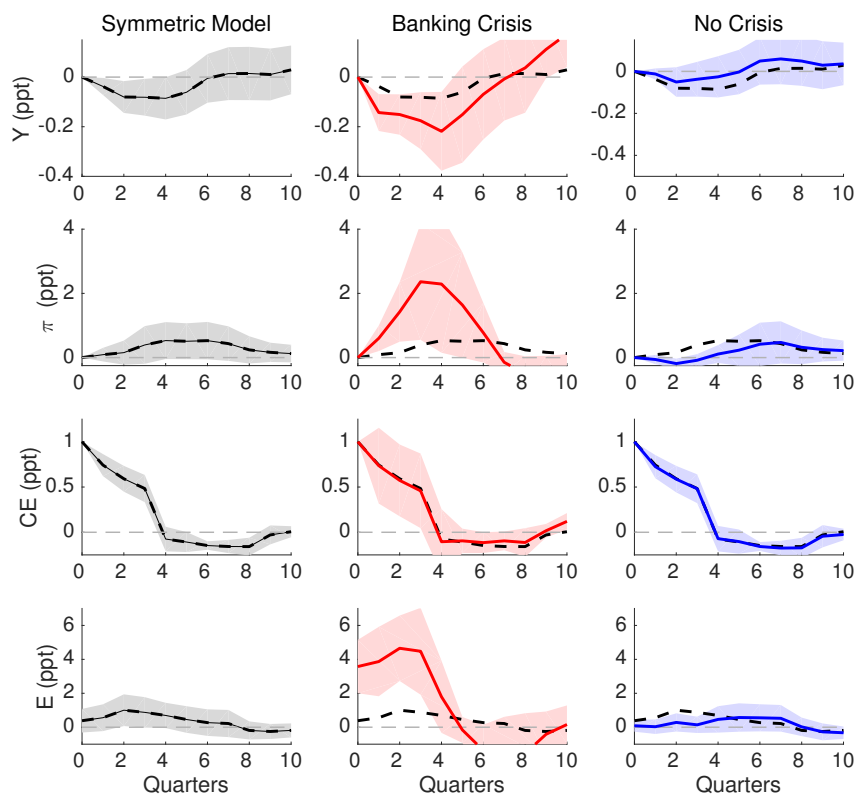 Symmetric Model Banking Crisis No Crisis
Y (ppt)
0 0 0
-0.2 -0.2 -0.2
-0.4 -0.4 -0.4
0 2 4 6 8 10 0 2 4 6 8 10 0 2 4 6 8 10
π (ppt)
4 4 4
2 2 2
0 0 0
0 2 4 6 8 10 0 2 4 6 8 10 0 2 4 6 8 10
CE (ppt)
1 1 1
0.5 0.5 0.5
0 0 0
0 2 4 6 8 10 0 2 4 6 8 10 0 2 4 6 8 10
E (ppt)
6 6 6
4 4 4
2 2 2
0 0 0
0 2 4 6 8 10 0 2 4 6 8 10 0 2 4 6 8 10
Quarters Quarters Quarters